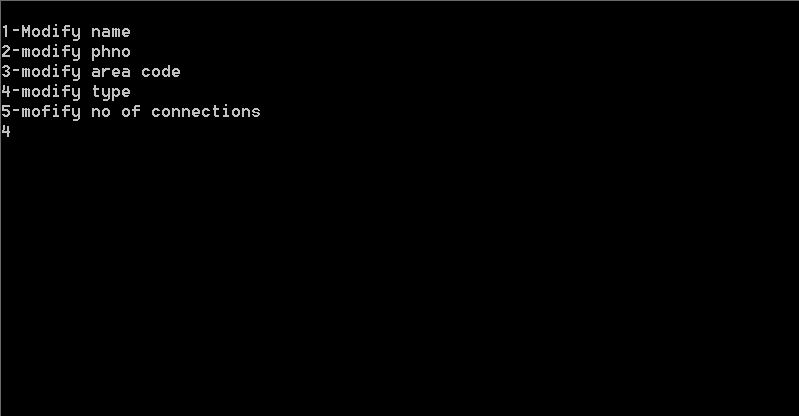 1-Modify name
2-modify phno
3-modify area code
4-modify type
5-mofify no of connections
4